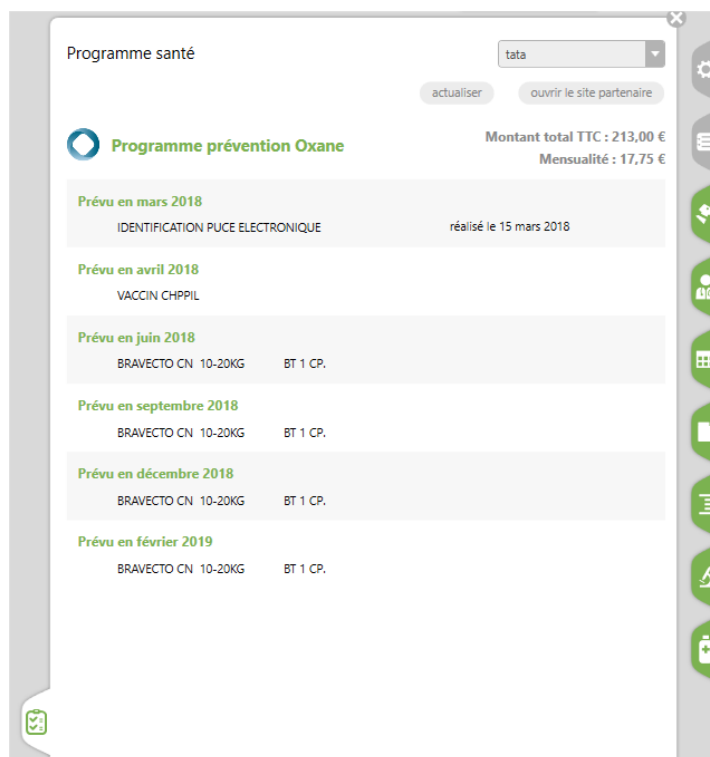 Programme santé
tata
actualiser
ouvrir le site partenaire
Programme prévention Oxane
Montant total TTC : 213,00 €
Mensualité : 17,75 €
Prévu en mars 2018
IDENTIFICATION PUCE ELECTRONIQUE réalisé le 15 mars 2018
Prévu en avril 2018
VACCIN CHPPIL
Prévu en juin 2018
BRAVECTO CN 10-20KG BT 1 CP.
Prévu en septembre 2018
BRAVECTO CN 10-20KG BT 1 CP.
Prévu en décembre 2018
BRAVECTO CN 10-20KG BT 1 CP.
Prévu en février 2019
BRAVECTO CN 10-20KG BT 1 CP.